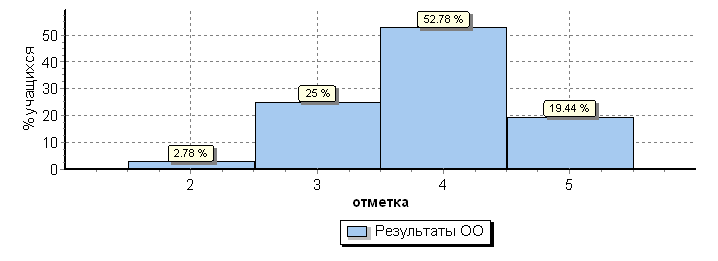 52.78 %
25 %
19.44 %
2.78 %
% учащихся
50
40
30
20
10
0
2 3 4 5
отметка
Результаты ОО